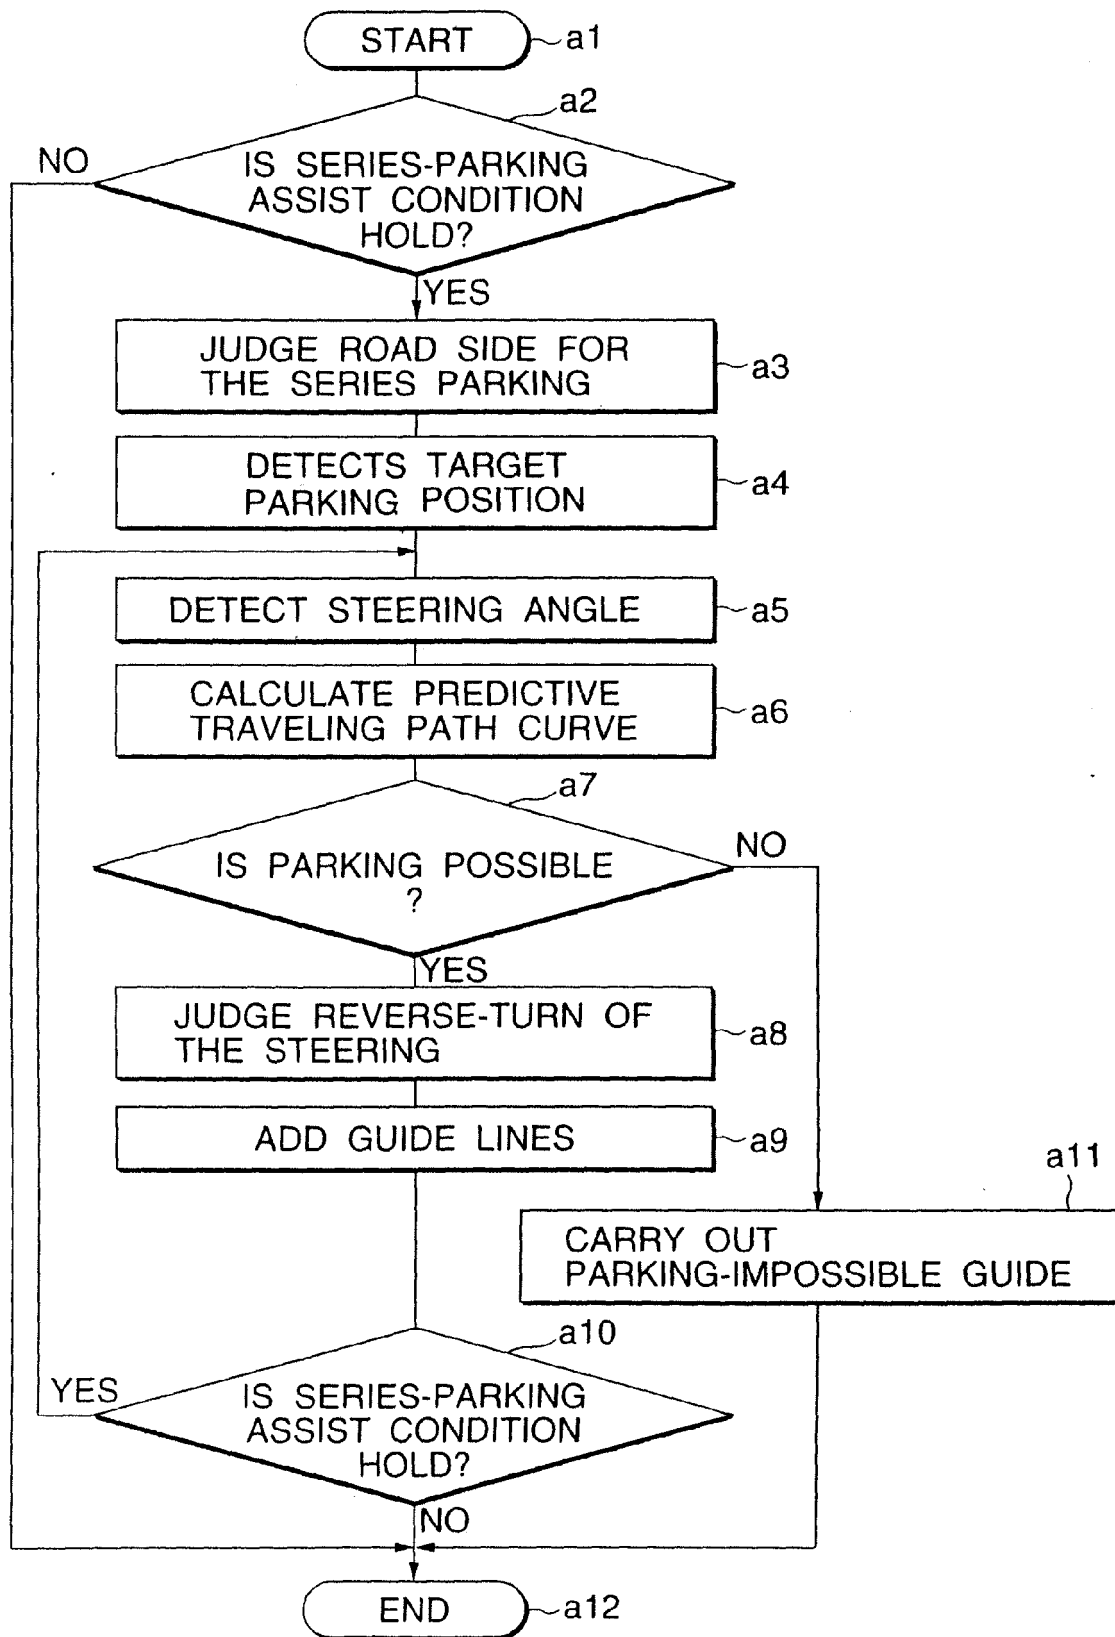 START
a1
a2
NO
IS SERIES-PARKING
ASSIST CONDITION
HOLD?
YES
JUDGE ROAD SIDE FOR
THE SERIES PARKING
a3
DETECTS TARGET
PARKING POSITION
a4
DETECT STEERING ANGLE
a5
CALCULATE PREDICTIVE
TRAVELING PATH CURVE
a6
a7
IS PARKING POSSIBLE
?
NO
YES
JUDGE REVERSE-TURN OF
THE STEERING
a8
ADD GUIDE LINES
a9
a11
CARRY OUT
PARKING-IMPOSSIBLE GUIDE
a10
YES
IS SERIES-PARKING
ASSIST CONDITION
HOLD?
NO
END
a12